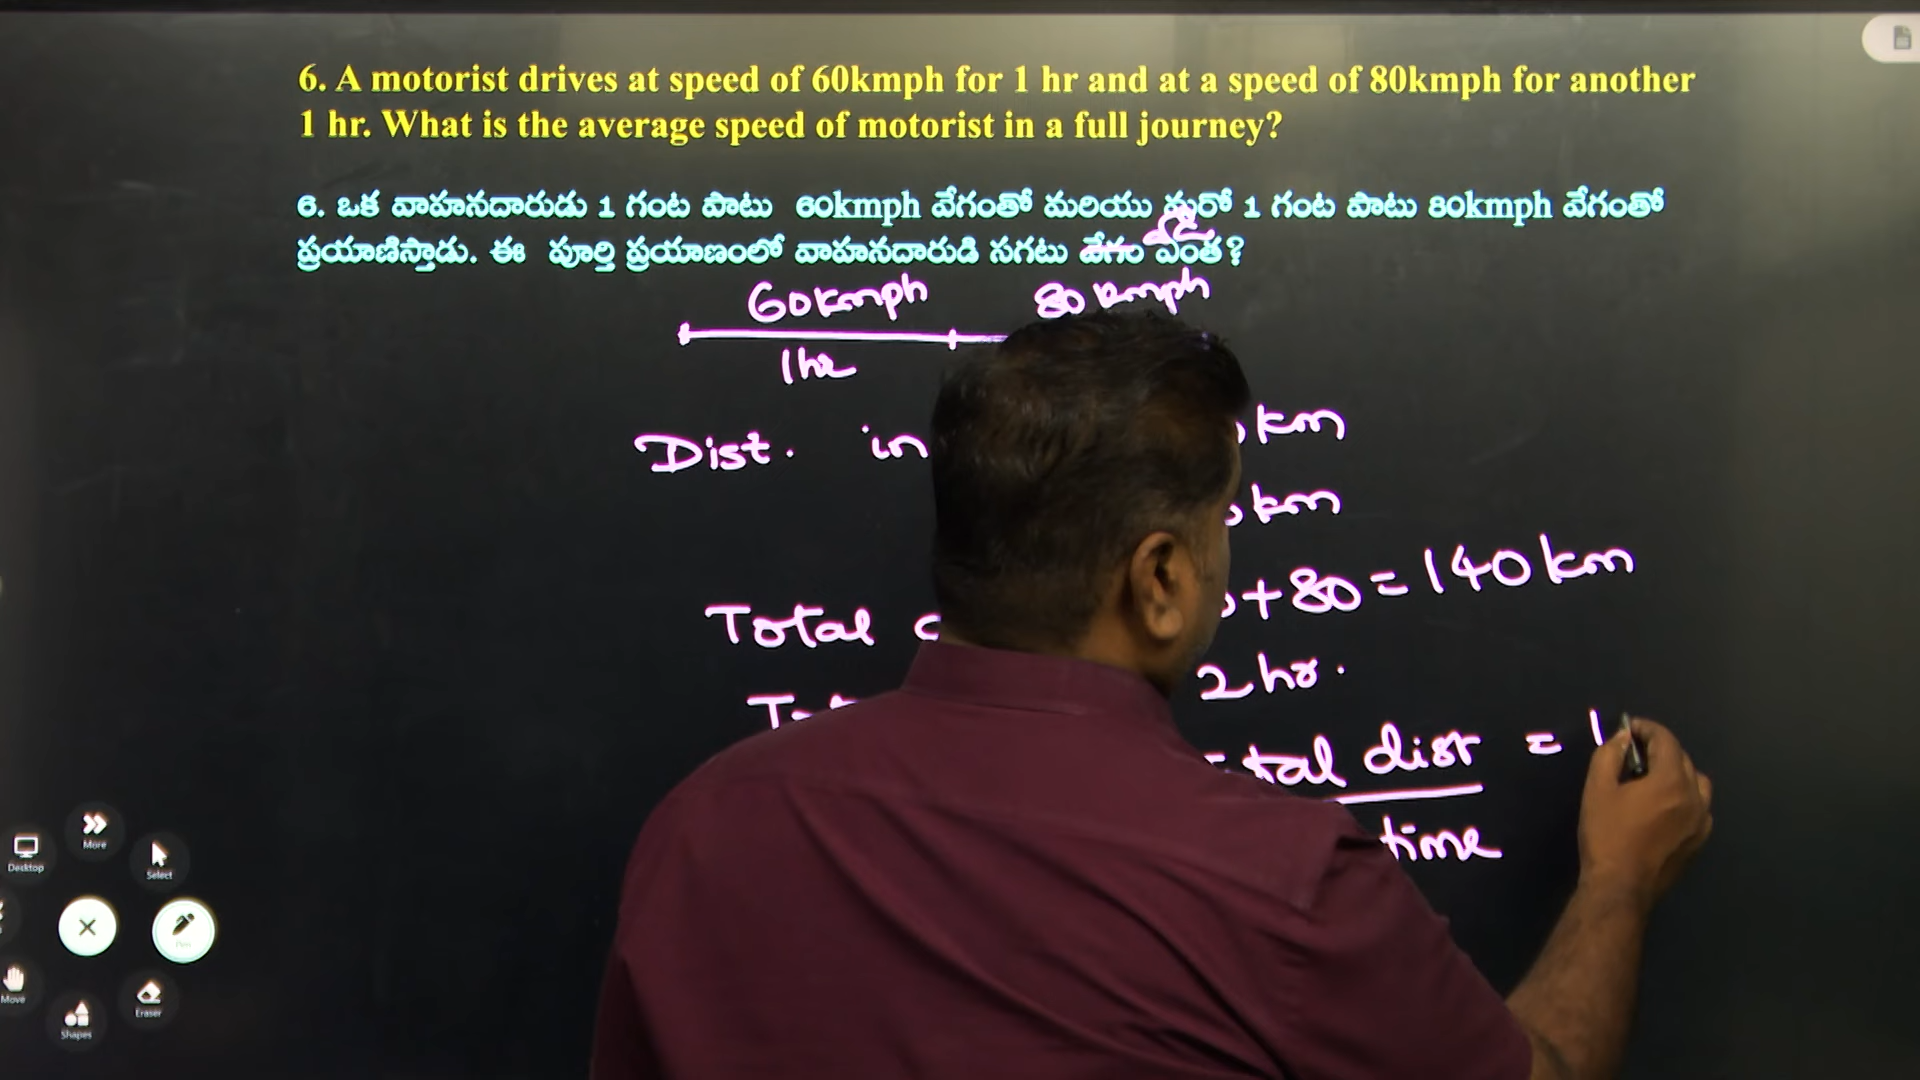 6. A motorist drives at speed of 60kmph for 1 hr and at a speed of 80kmph for another
1 hr. What is the average speed of motorist in a full journey?
6. ఒక వాహనదారుడు 1 గంట పాటు 60kmph వేగంతో మరియు మరో 1 గంట పాటు 80kmph వేగంతో
ప్రయాణిస్తాడు. ఈ పూర్తి ప్రయాణంలో వాహనదారుడి సగటు వేగం ఎంత?
60kmph 80kmph
1hr
Dist. in km
km
Total +80=140km
2hr.
dist = 1
time
More
Desktop
Select
Pen
Move
Eraser
Shapes